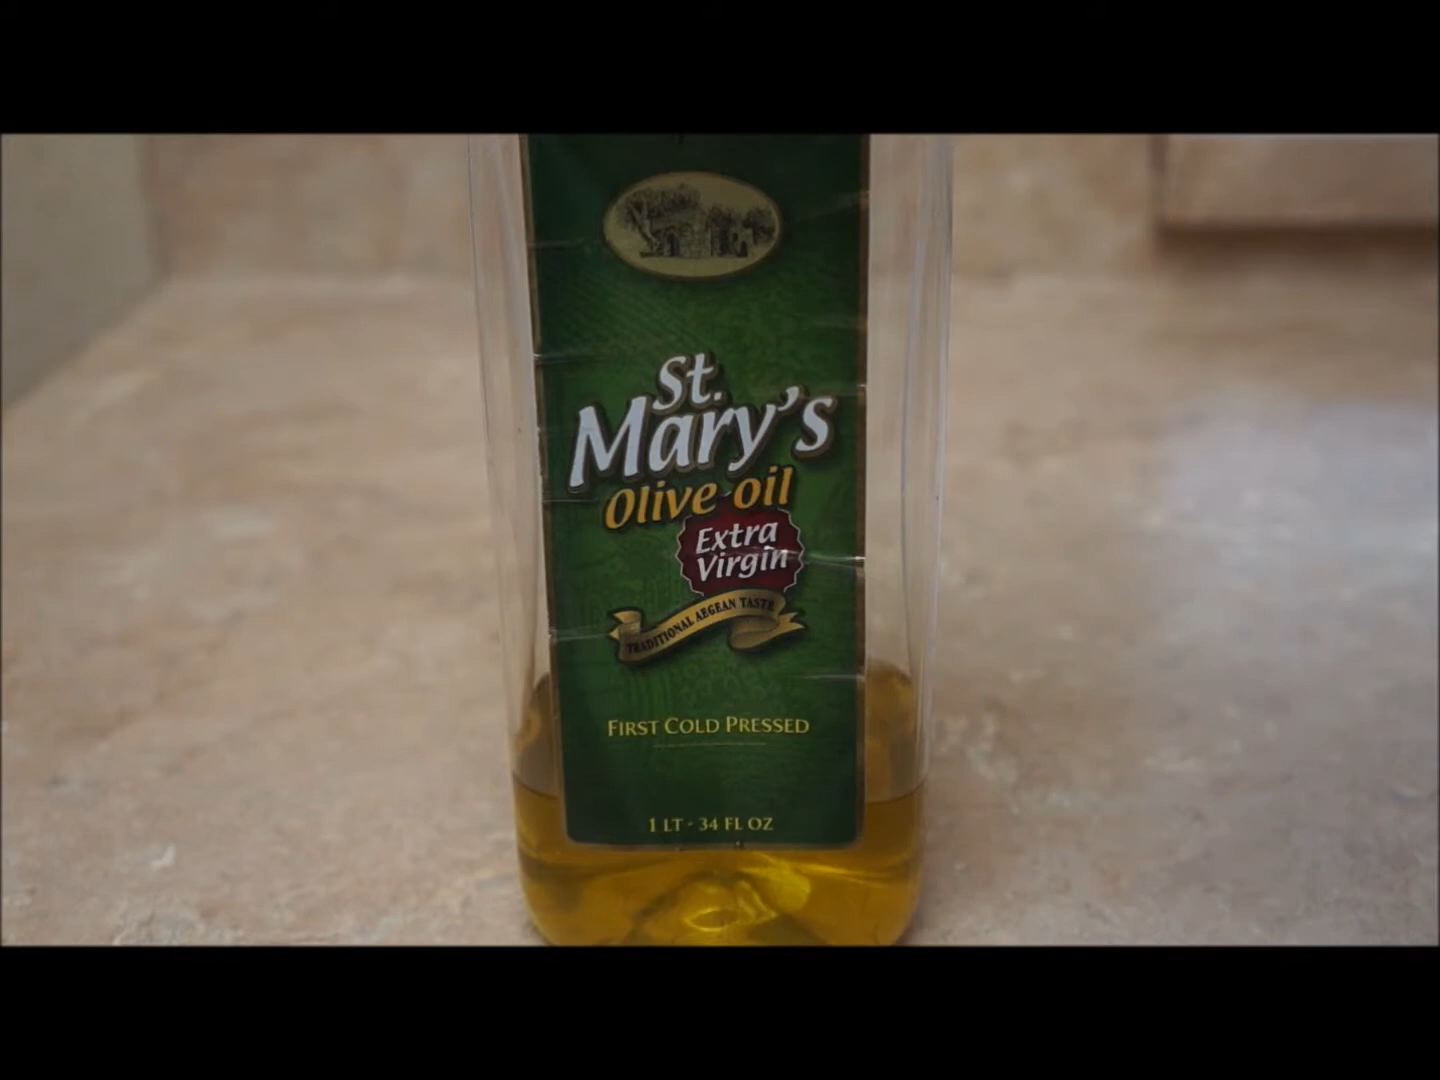 St.
Mary's
Olive oil
Extra
Virgin
TRADITIONAL AEGEAN TASTE
FIRST COLD PRESSED
1 LT - 34 FL OZ